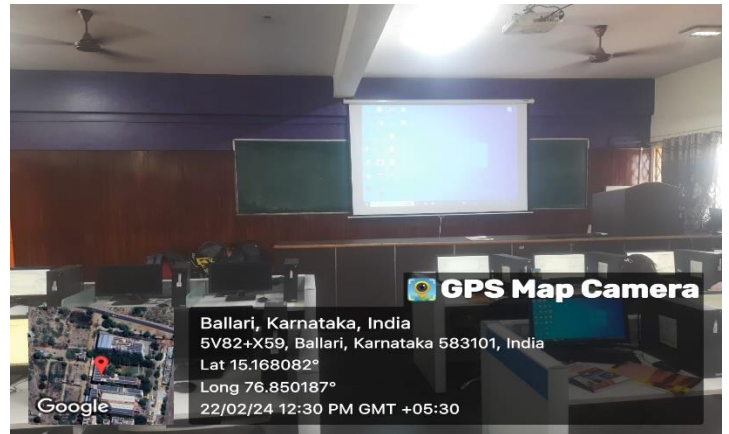 GPS Map Camera
Ballari, Karnataka, India
5V82+X59, Ballari, Karnataka 583101, India
Lat 15.168082°
Long 76.850187°
22/02/24 12:30 PM GMT +05:30
Google